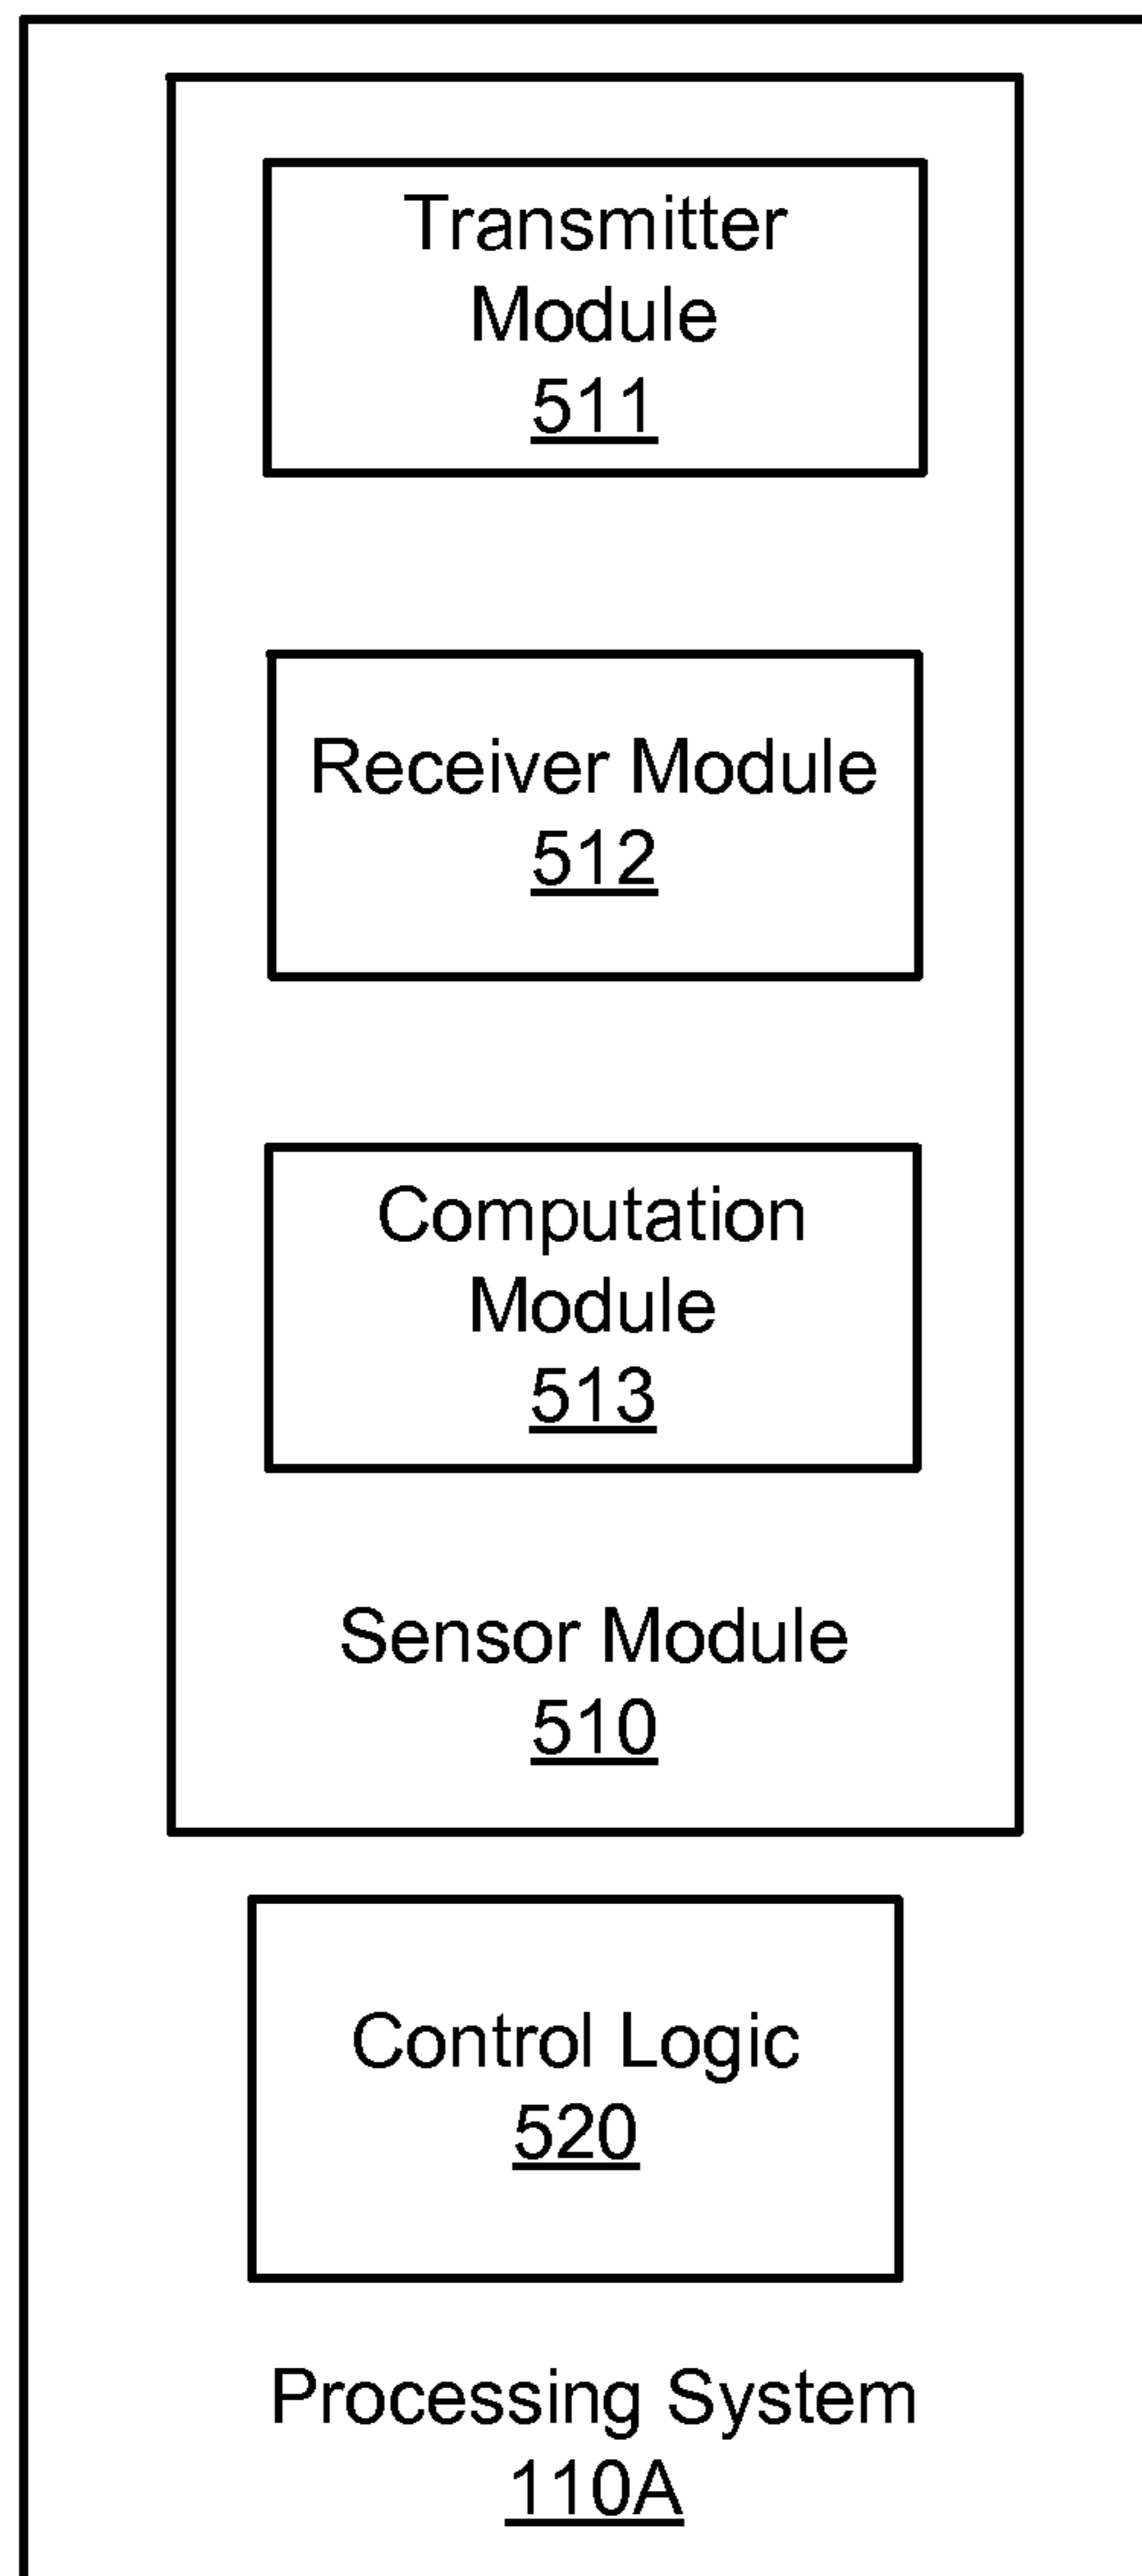 Transmitter
Module
511
Receiver Module
512
Computation
Module
513
Sensor Module
510
Control Logic
520
Processing System
110A